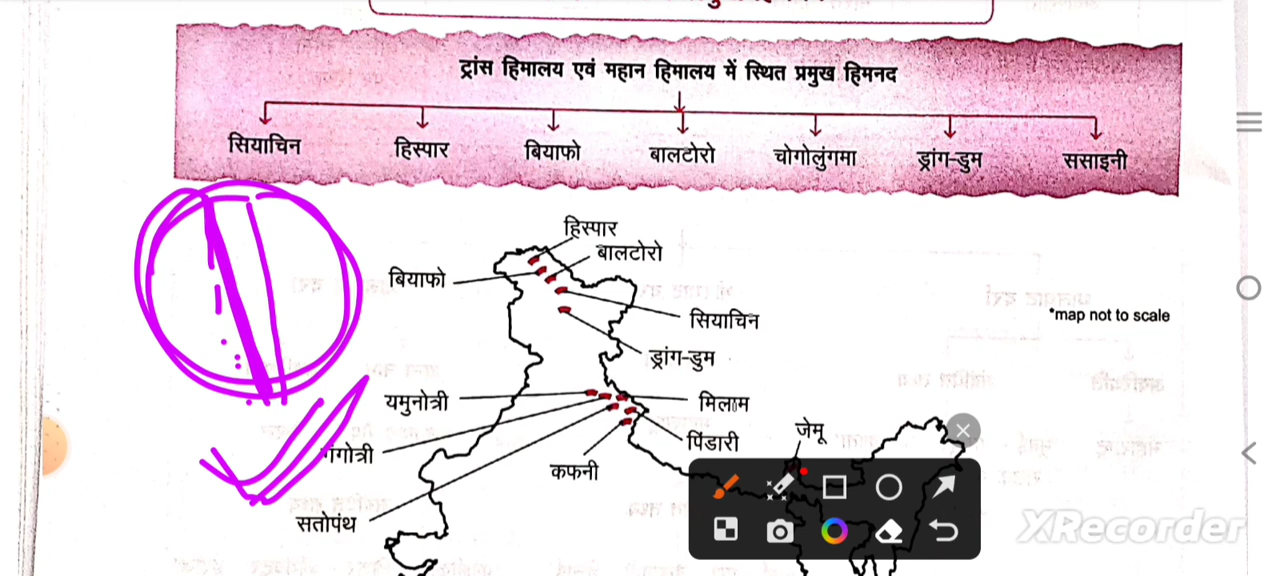 ट्रांस हिमालय एवं महान हिमालय में स्थित प्रमुख हिमनद
सियाचिन
हिस्पार
बियाफो
बालटोरो
चोगोलुंगमा
ड्रांग-डुम
ससाइनी
हिस्पार
बालटोरो
बियाफो
सियाचिन
*map not to scale
ड्रांग-डुम
यमुनोत्री
मिलाम
गंगोत्री
पिंडारी
जेमू
कफनी
सतोपंथ
XRecorder